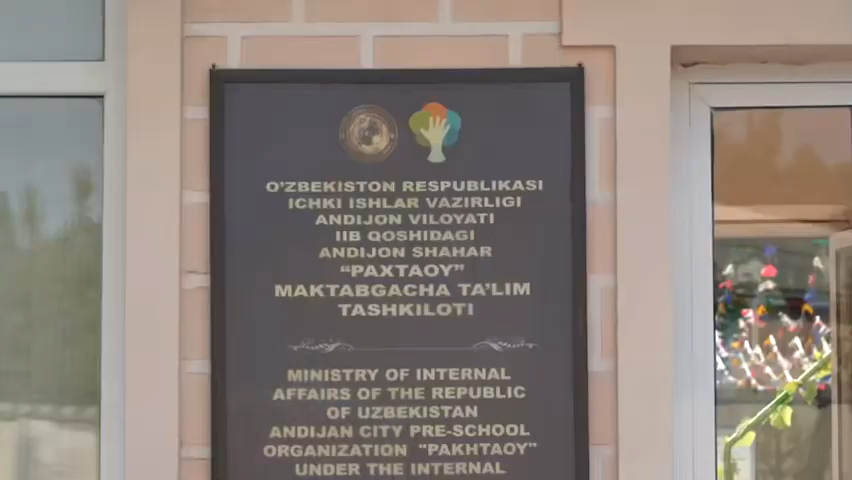 O'ZBEKISTON RESPUBLIKASI
ICHKI ISHLAR VAZIRLIGI
ANDIJON VILOYATI
IIB QOSHIDAGI
ANDIJON SHAHAR
“PAXTAOY”
MAKTABGACHA TA'LIM
TASHKILOTI
MINISTRY OF INTERNAL
AFFAIRS OF THE REPUBLIC
OF UZBEKISTAN
ANDIJAN CITY PRE-SCHOOL
ORGANIZATION "PAKHTAOY"
UNDER THE INTERNAL